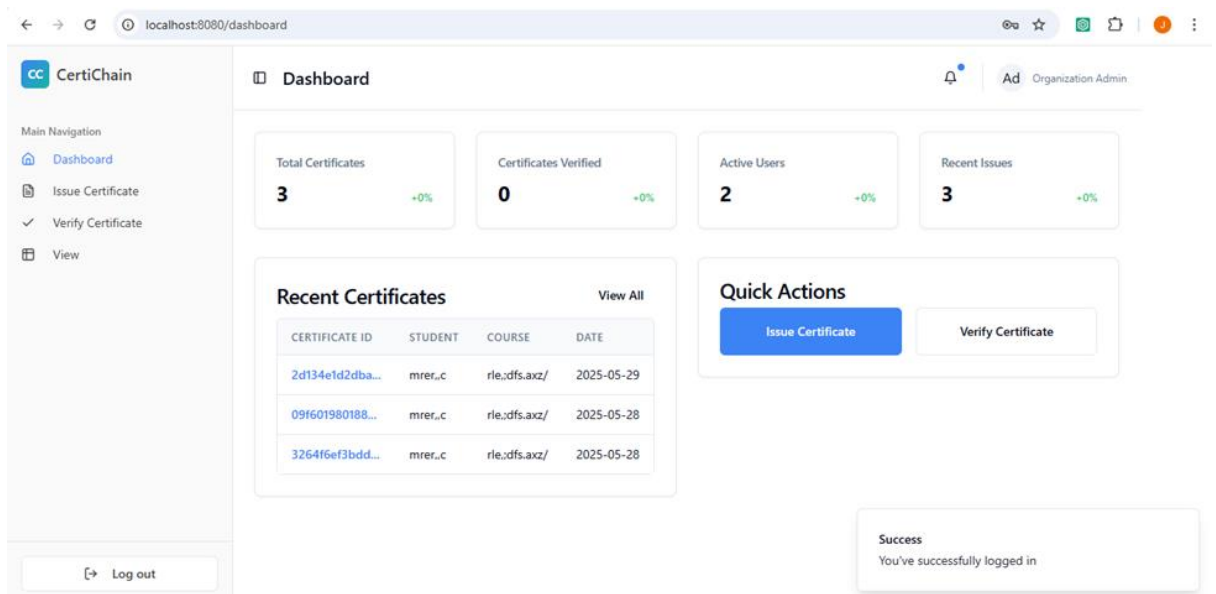 localhost:8080/dashboard
J
CC CertiChain
Dashboard
Ad Organization Admin
Main Navigation
Dashboard
Issue Certificate
Verify Certificate
View
Total Certificates
3 +0%
Certificates Verified
0 +0%
Active Users
2 +0%
Recent Issues
3 +0%
Recent Certificates View All
CERTIFICATE ID STUDENT COURSE DATE
2d134e1d2dba... mrer,,c rle,;dfs.axz/ 2025-05-29
09f601980188... mrer,,c rle,;dfs.axz/ 2025-05-28
3264f6ef3bdd... mrer,,c rle,;dfs.axz/ 2025-05-28
Quick Actions
Issue Certificate Verify Certificate
Success
You've successfully logged in
Log out